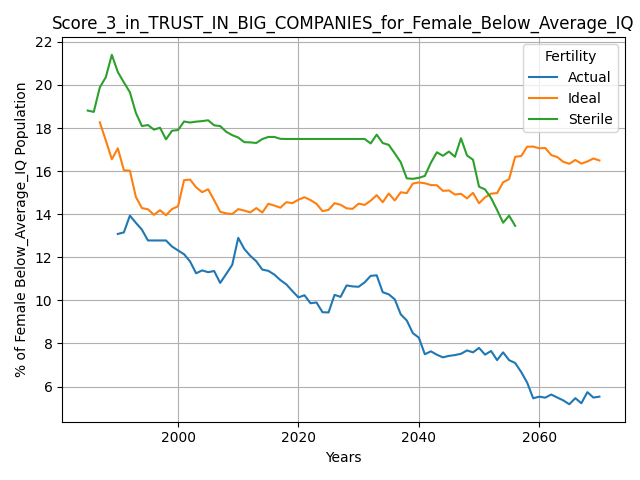 Score_3_in_TRUST_IN_BIG_COMPANIES_for_Female_Below_Average_IQ
22
20
18
16
14
12
10
8
6
% of Female Below_Average_IQ Population
Fertility
Actual
Ideal
Sterile
2000
2020
2040
2060
Years